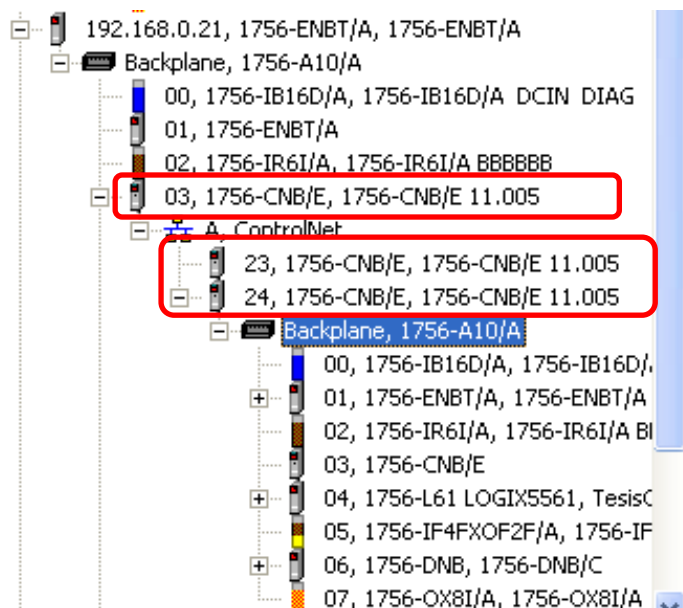 192.168.0.21, 1756-ENBT/A, 1756-ENBT/A
Backplane, 1756-A10/A
00, 1756-IB16D/A, 1756-IB16D/A DCIN DIAG
01, 1756-ENBT/A
02, 1756-IR6I/A, 1756-IR6I/A BBBBBB
03, 1756-CNB/E, 1756-CNB/E 11.005
A, ControlNet
23, 1756-CNB/E, 1756-CNB/E 11.005
24, 1756-CNB/E, 1756-CNB/E 11.005
Backplane, 1756-A10/A
00, 1756-IB16D/A, 1756-IB16D/
01, 1756-ENBT/A, 1756-ENBT/A
02, 1756-IR6I/A, 1756-IR6I/A B
03, 1756-CNB/E
04, 1756-L61 LOGIX5561, Tesis
05, 1756-IF4FXOF2F/A, 1756-IF
06, 1756-DNB, 1756-DNB/C
07, 1756-OX8I/A, 1756-OX8I/A